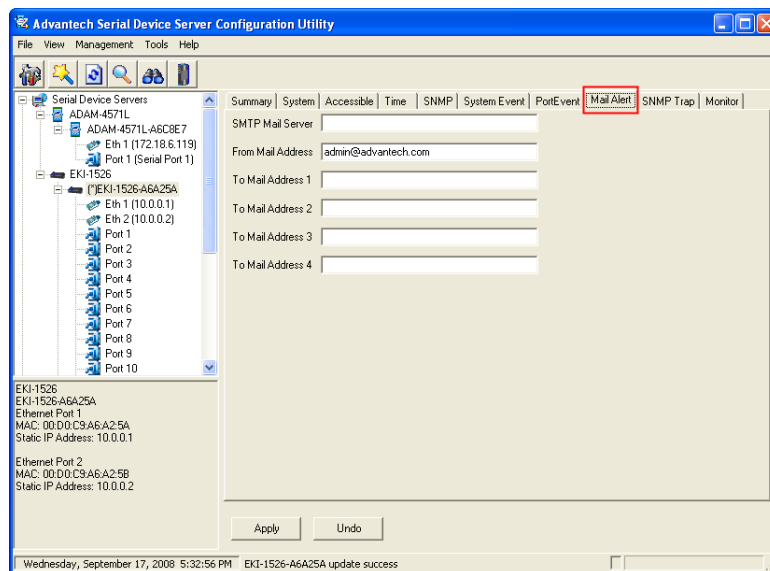 Advantech Serial Device Server Configuration Utility
File View Management Tools Help
Serial Device Servers
ADAM-4571L
ADAM-4571L-A6C8E7
Eth 1 (172.18.6.119)
Port 1 (Serial Port 1)
EKI-1526
(*)EKI-1526-A6A25A
Eth 1 (10.0.0.1)
Eth 2 (10.0.0.2)
Port 1
Port 2
Port 3
Port 4
Port 5
Port 6
Port 7
Port 8
Port 9
Port 10
EKI-1526
EKI-1526-A6A25A
Ethernet Port 1
MAC: 00:D0:C9:A6:A2:5A
Static IP Address: 10.0.0.1
Ethernet Port 2
MAC: 00:D0:C9:A6:A2:5B
Static IP Address: 10.0.0.2
Summary System Accessible Time SNMP System Event PortEvent Mail Alert SNMP Trap Monitor
SMTP Mail Server
From Mail Address admin@advantech.com
To Mail Address 1
To Mail Address 2
To Mail Address 3
To Mail Address 4
Apply Undo
Wednesday, September 17, 2008 5:32:56 PM EKI-1526-A6A25A update success